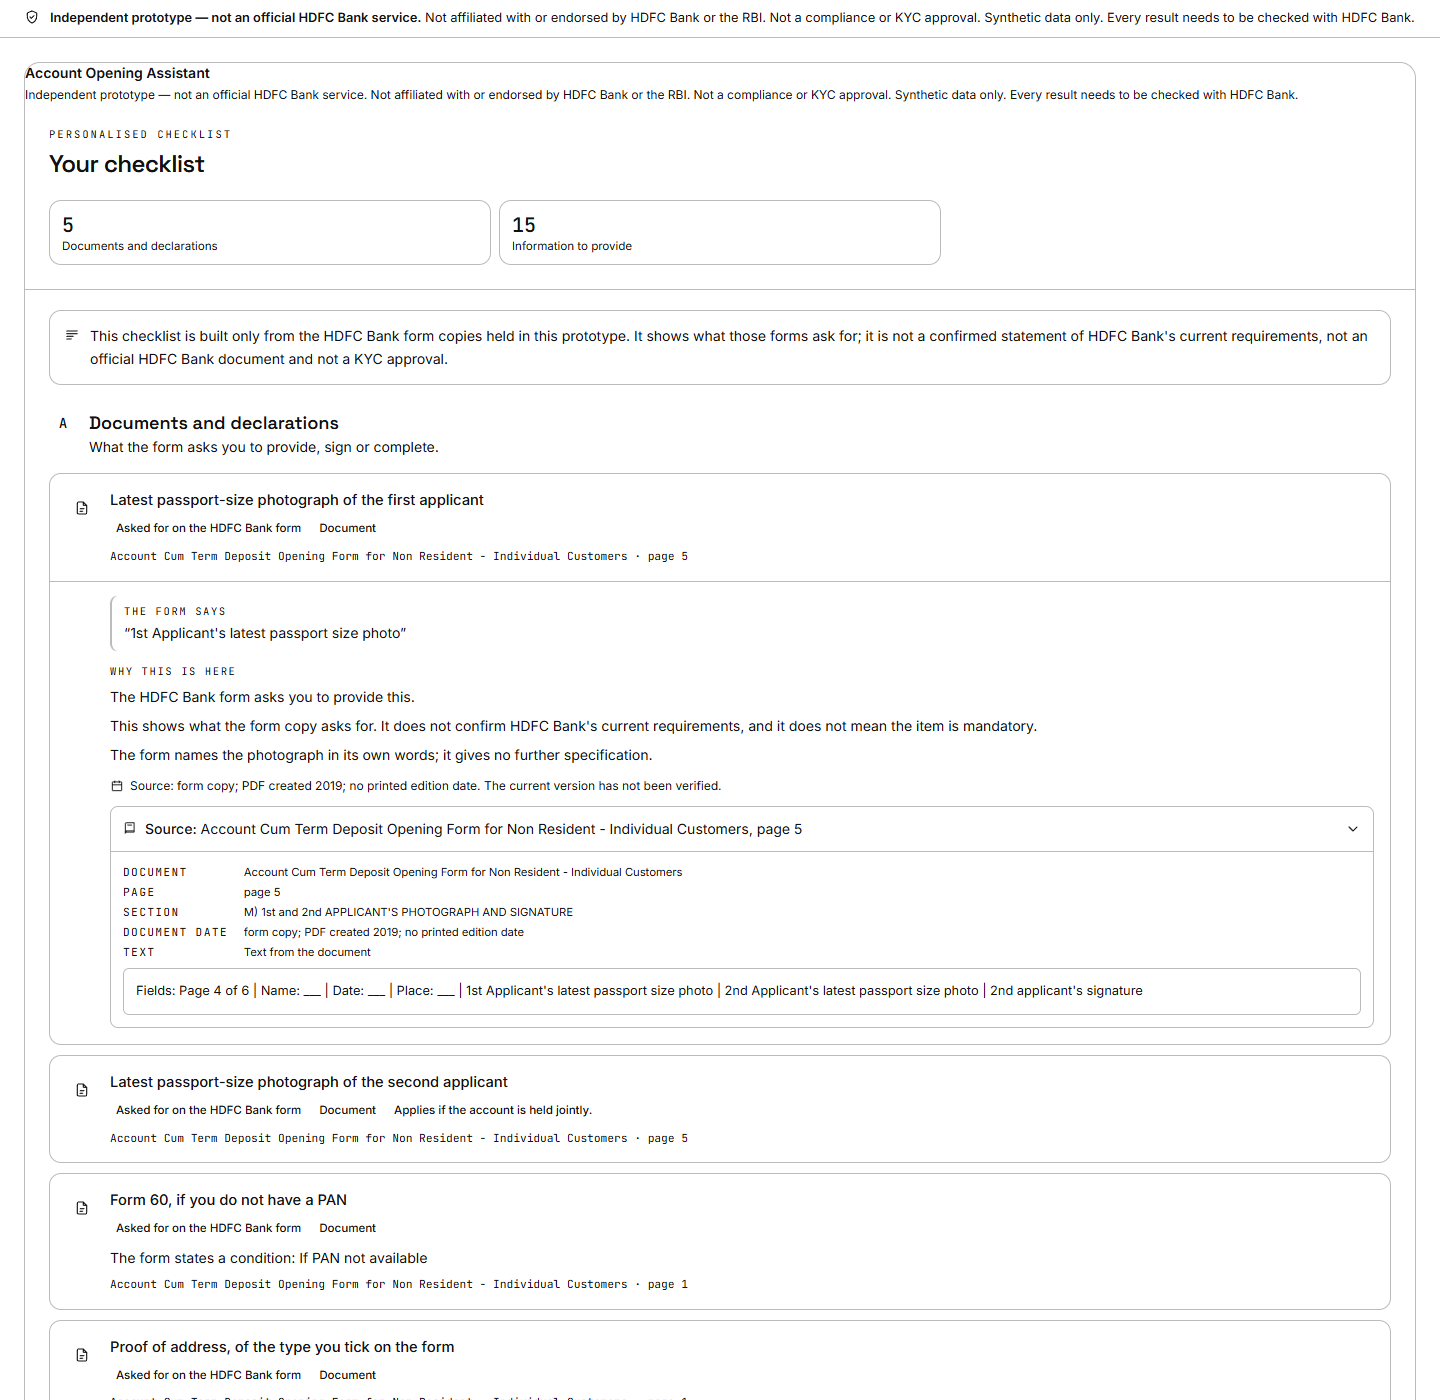 Independent prototype — not an official HDFC Bank service. Not affiliated with or endorsed by HDFC Bank or the RBI. Not a compliance or KYC approval. Synthetic data only. Every result needs to be checked with HDFC Bank.
Account Opening Assistant
Independent prototype — not an official HDFC Bank service. Not affiliated with or endorsed by HDFC Bank or the RBI. Not a compliance or KYC approval. Synthetic data only. Every result needs to be checked with HDFC Bank.
PERSONALISED CHECKLIST
Your checklist
5
Documents and declarations
15
Information to provide
This checklist is built only from the HDFC Bank form copies held in this prototype. It shows what those forms ask for; it is not a confirmed statement of HDFC Bank's current requirements, not an
official HDFC Bank document and not a KYC approval.
A Documents and declarations
What the form asks you to provide, sign or complete.
Latest passport-size photograph of the first applicant
Asked for on the HDFC Bank form Document
Account Cum Term Deposit Opening Form for Non Resident - Individual Customers · page 5
THE FORM SAYS
“1st Applicant's latest passport size photo”
WHY THIS IS HERE
The HDFC Bank form asks you to provide this.
This shows what the form copy asks for. It does not confirm HDFC Bank's current requirements, and it does not mean the item is mandatory.
The form names the photograph in its own words; it gives no further specification.
Source: form copy; PDF created 2019; no printed edition date. The current version has not been verified.
Source: Account Cum Term Deposit Opening Form for Non Resident - Individual Customers, page 5
DOCUMENT Account Cum Term Deposit Opening Form for Non Resident - Individual Customers
PAGE page 5
SECTION M) 1st and 2nd APPLICANT'S PHOTOGRAPH AND SIGNATURE
DOCUMENT DATE form copy; PDF created 2019; no printed edition date
TEXT Text from the document
Fields: Page 4 of 6 | Name: ___ | Date: ___ | Place: ___ | 1st Applicant's latest passport size photo | 2nd Applicant's latest passport size photo | 2nd applicant's signature
Latest passport-size photograph of the second applicant
Asked for on the HDFC Bank form Document Applies if the account is held jointly.
Account Cum Term Deposit Opening Form for Non Resident - Individual Customers · page 5
Form 60, if you do not have a PAN
Asked for on the HDFC Bank form Document
The form states a condition: If PAN not available
Account Cum Term Deposit Opening Form for Non Resident - Individual Customers · page 1
Proof of address, of the type you tick on the form
Asked for on the HDFC Bank form Document